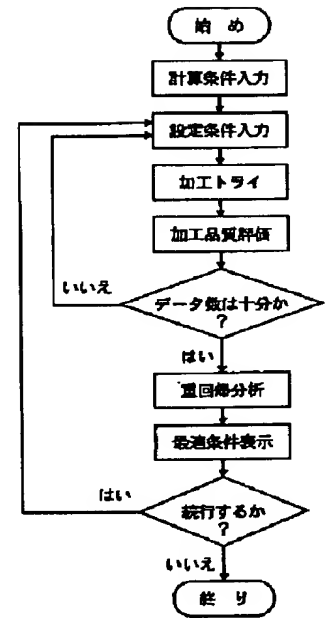 始 め
計算条件入力
設定条件入力
加工トライ
加工品質評価
いいえ
データ数は十分か
?
はい
重回帰分析
最適条件表示
はい
続行するか
?
いいえ
終 り